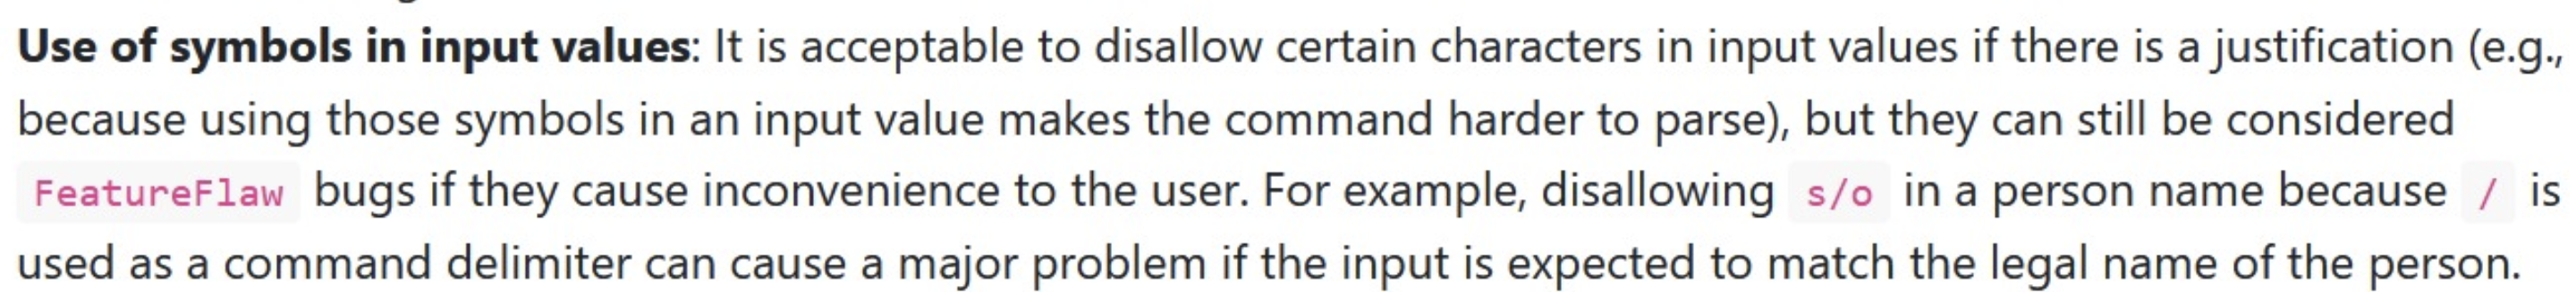 Use of symbols in input values: It is acceptable to disallow certain characters in input values if there is a justification (e.g.,
because using those symbols in an input value makes the command harder to parse), but they can still be considered
FeatureFlaw bugs if they cause inconvenience to the user. For example, disallowing s/o in a person name because / is
used as a command delimiter can cause a major problem if the input is expected to match the legal name of the person.